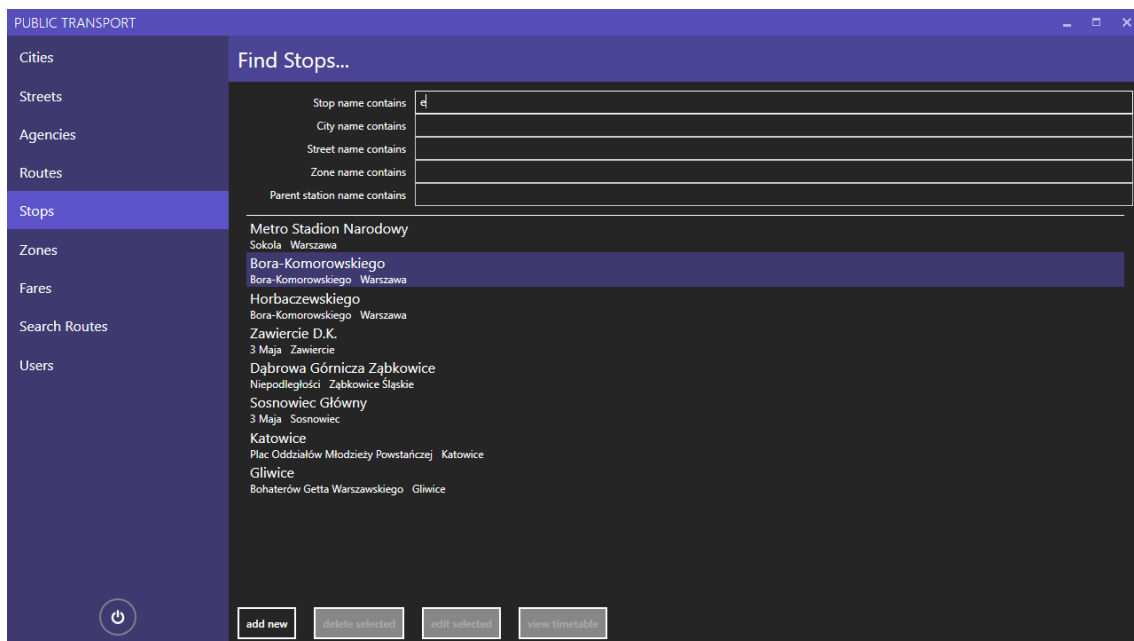 PUBLIC TRANSPORT
Cities
Streets
Agencies
Routes
Stops
Zones
Fares
Search Routes
Users
Find Stops...
Stop name contains e
City name contains
Street name contains
Zone name contains
Parent station name contains
Metro Stadion Narodowy
Sokola Warszawa
Bora-Komorowskiego
Bora-Komorowskiego Warszawa
Horbaczewskiego
Bora-Komorowskiego Warszawa
Zawiercie D.K.
3 Maja Zawiercie
Dąbrowa Górnicza Ząbkowice
Niepodległości Ząbkowice Śląskie
Sosnowiec Główny
3 Maja Sosnowiec
Katowice
Plac Oddziałów Młodzieży Powstańczej Katowice
Gliwice
Bohaterów Getta Warszawskiego Gliwice
add new delete selected edit selected view timetable